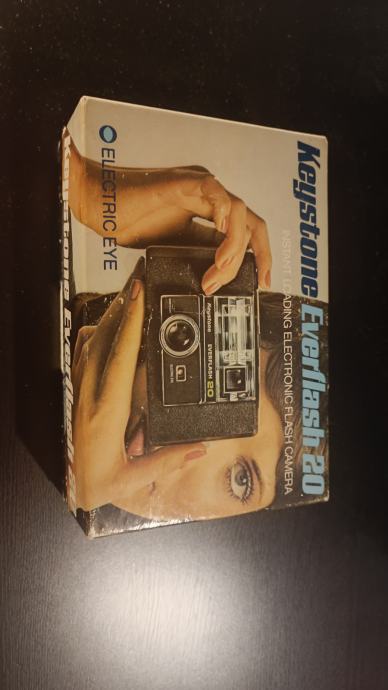 Keystone Everflash 20
INSTANT LOADING ELECTRONIC FLASH CAMERA
Keystone
EVERFLASH 20
ELECTRIC EYE
Keystone Everflash 20